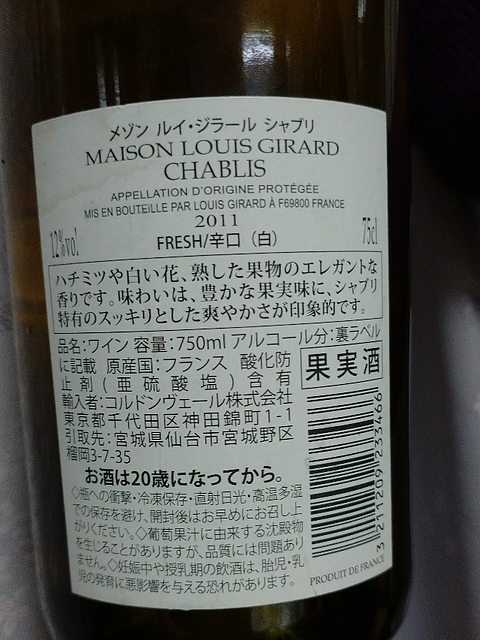 メゾン ルイ・ジラール シャブリ
MAISON LOUIS GIRARD
CHABLIS
APPELLATION D'ORIGINE PROTÉGÉE
MIS EN BOUTEILLE PAR LOUIS GIRARD À F69800 FRANCE
2011
12%vol
FRESH/辛口（白）
75cl
ハチミツや白い花、熟した果物のエレガントな
香りです。味わいは、豊かな果実味に、シャブリ
特有のスッキリとした爽やかさが印象的です。
品名:ワイン 容量:750ml アルコール分:裏ラベル
に記載 原産国:フランス 酸化防
止剤(亜硫酸塩)含有
果実酒
輸入者:コルドンヴェール株式会社
東京都千代田区神田錦町1-1
引取先:宮城県仙台市宮城野区
榴岡3-7-35
お酒は20歳になってから。
◇瓶への衝撃・冷凍保存・直射日光・高温多湿
での保存を避け、開封後はお早めにお召し上
がりください。◇葡萄果汁に由来する沈殿物
を生じることがありますが、品質には問題あり
ません。◇妊娠中や授乳期の飲酒は、胎児・乳
児の発育に悪影響を与える恐れがあります。
3 271209 233466
PRODUIT DE FRANCE